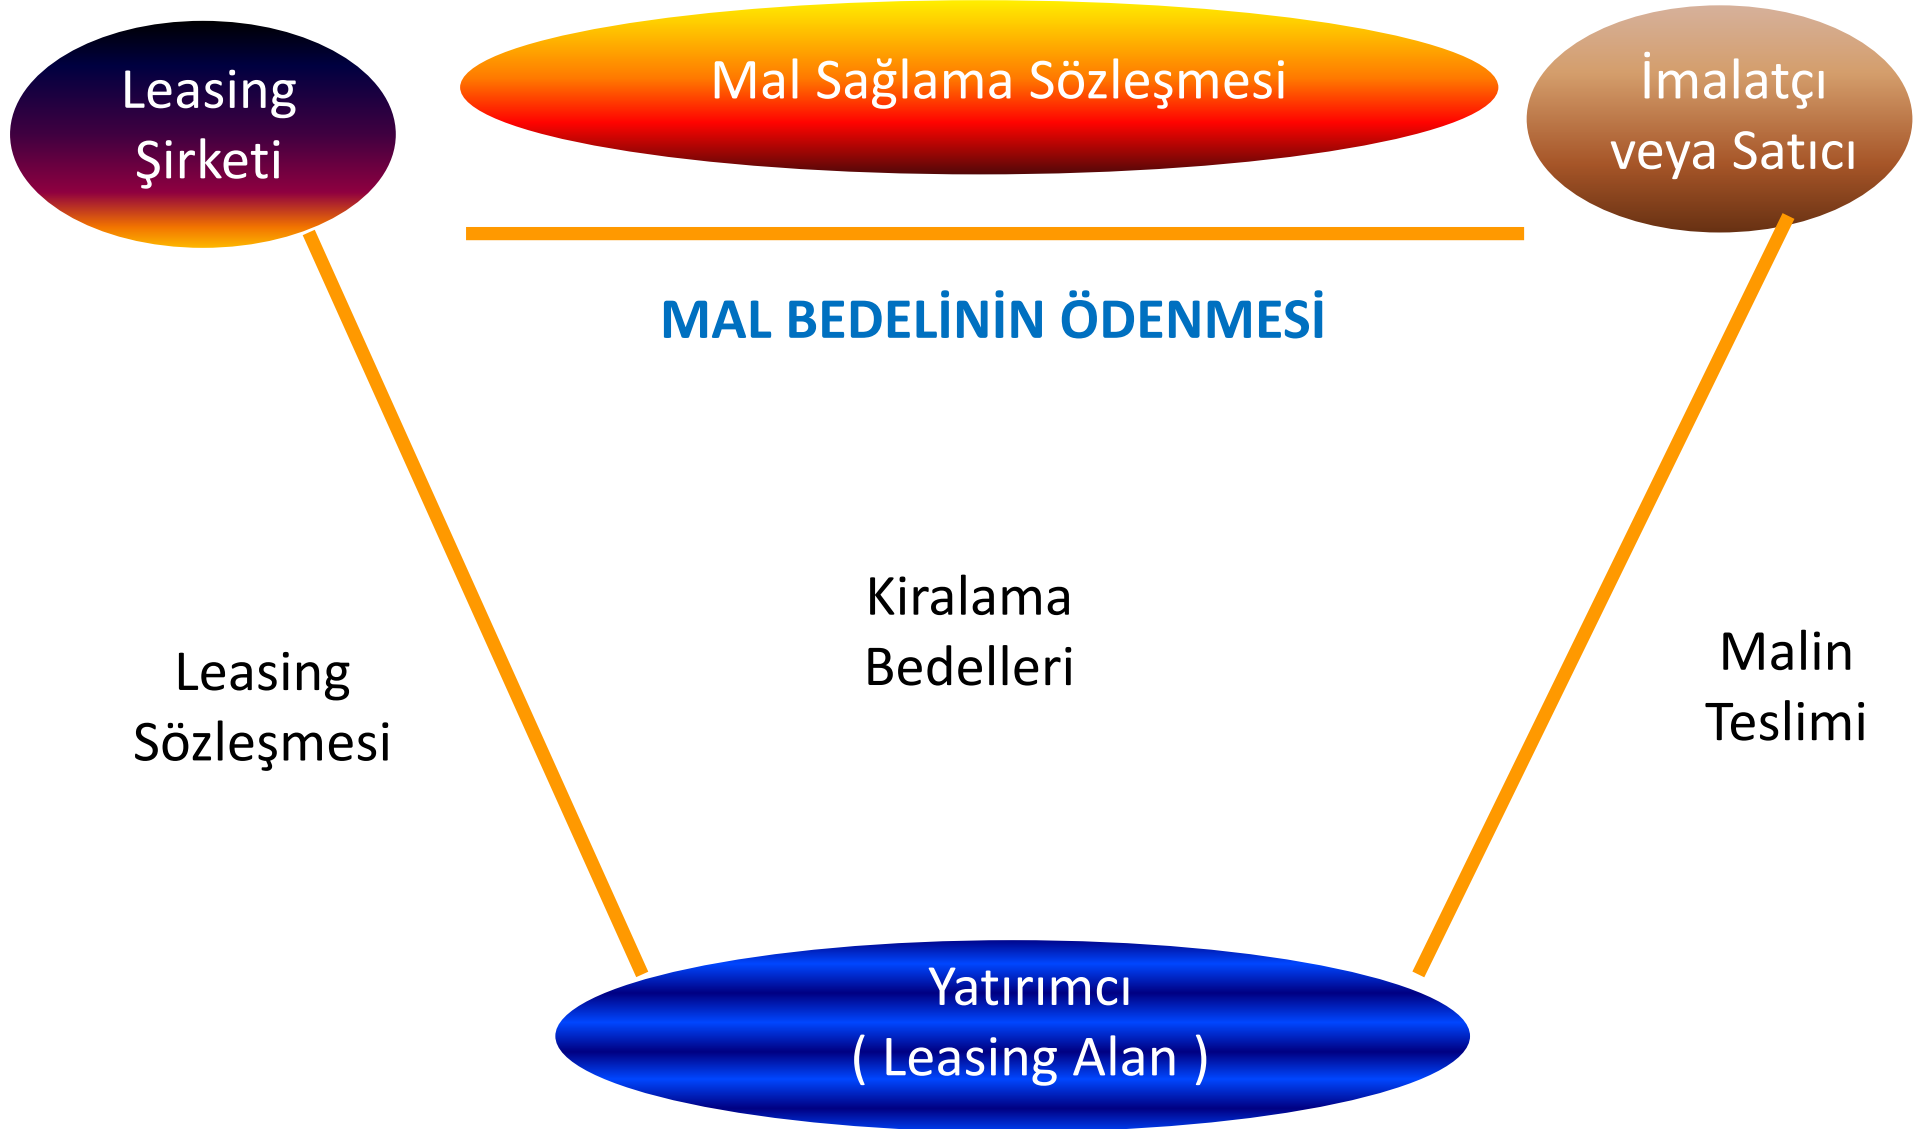 Leasing
Şirketi
Mal Sağlama Sözleşmesi
İmalatçı
veya Satıcı
MAL BEDELİNİN ÖDENMESİ
Kiralama
Bedelleri
Leasing
Sözleşmesi
Malin
Teslimi
Yatırımcı
( Leasing Alan )